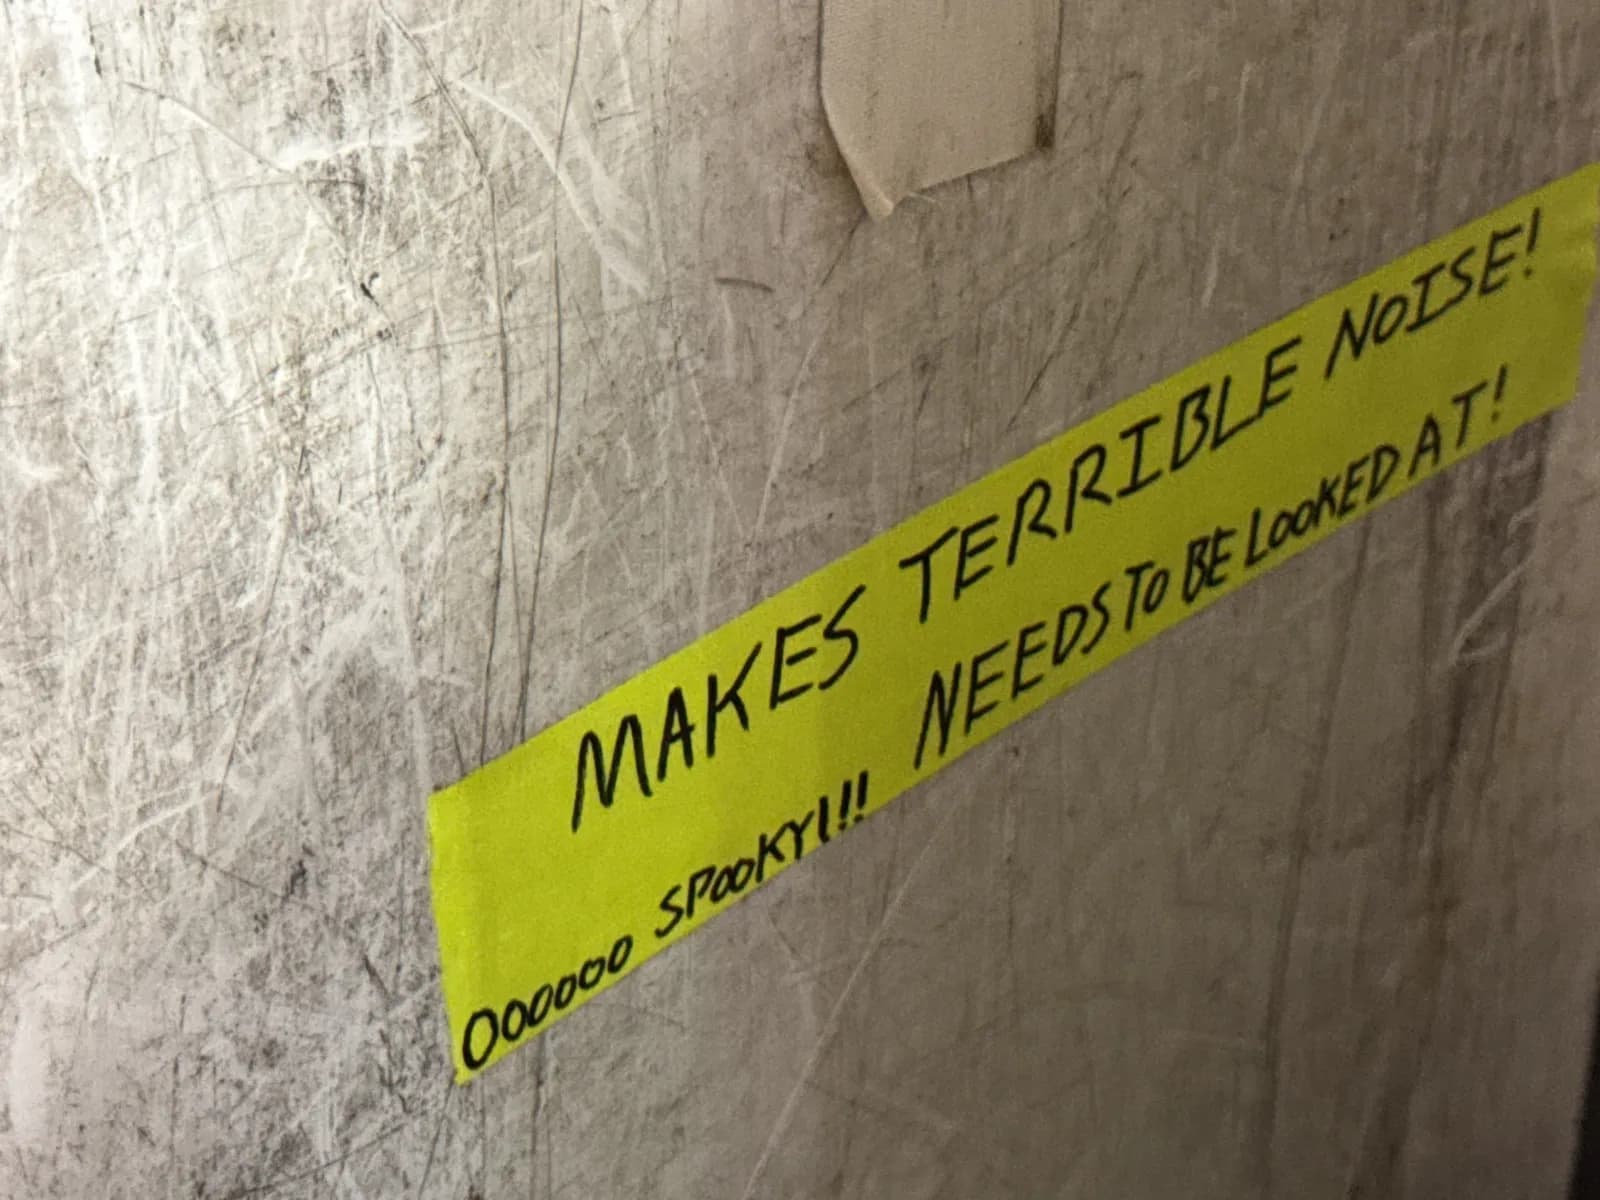 MAKES TERRIBLE NOISE!
OOOOOO SPOOKY!!! NEEDS TO BE LOOKED AT!